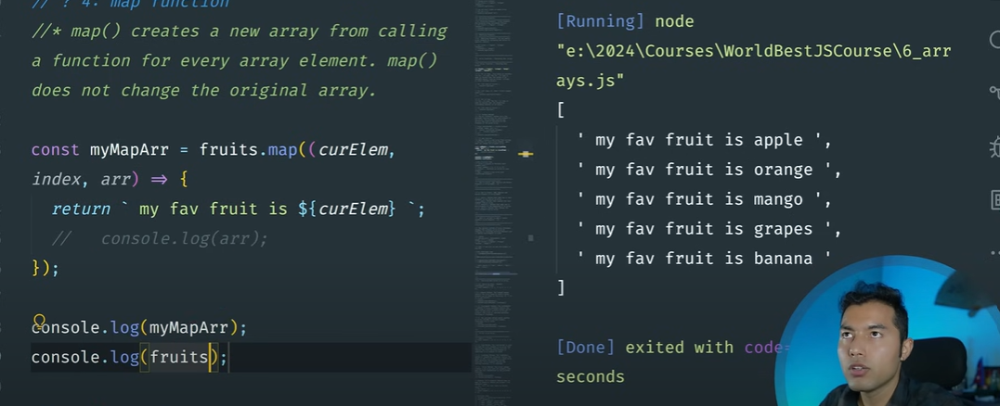 // ? 4. map function
//* map() creates a new array from calling
a function for every array element. map()
does not change the original array.
const myMapArr = fruits.map((curElem,
index, arr) => {
return ` my fav fruit is ${curElem} `;
// console.log(arr);
});
console.log(myMapArr);
console.log(fruits);
[Running] node
"e:\2024\Courses\WorldBestJSCourse\6_arr
ays.js"
[
' my fav fruit is apple ',
' my fav fruit is orange ',
' my fav fruit is mango ',
' my fav fruit is grapes ',
' my fav fruit is banana '
]
[Done] exited with code=
seconds